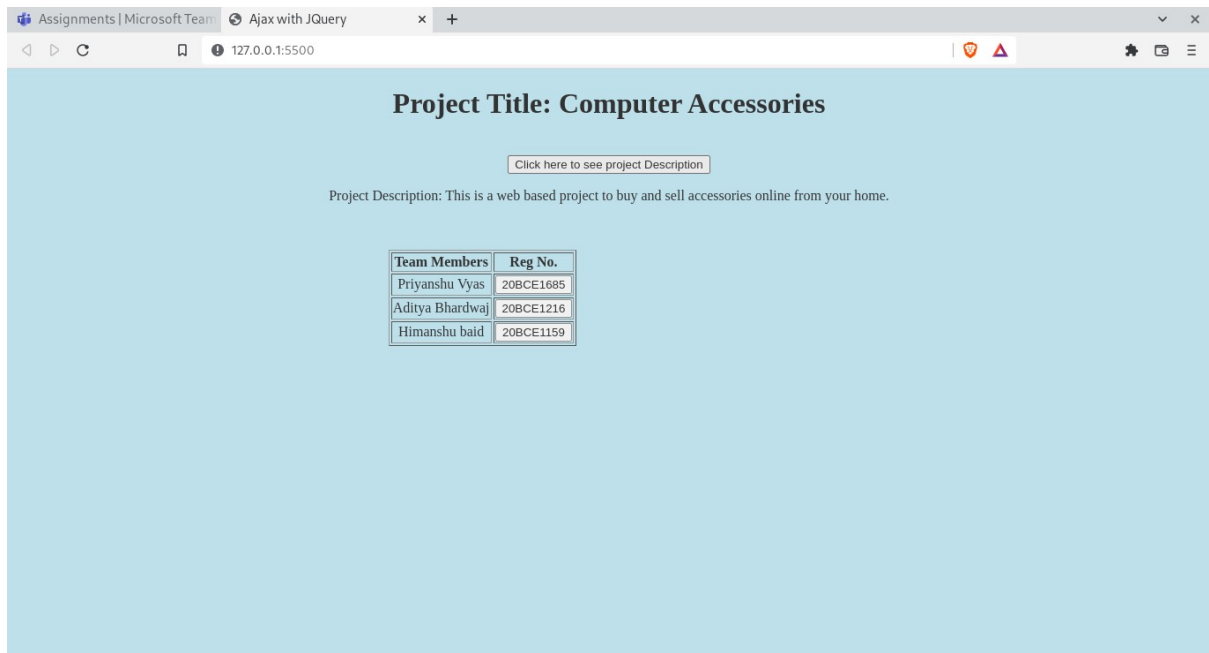 Assignments | Microsoft Team
Ajax with JQuery
127.0.0.1:5500
Project Title: Computer Accessories
Click here to see project Description
Project Description: This is a web based project to buy and sell accessories online from your home.
Team Members Reg No.
Priyanshu Vyas 20BCE1685
Aditya Bhardwaj 20BCE1216
Himanshu baid 20BCE1159